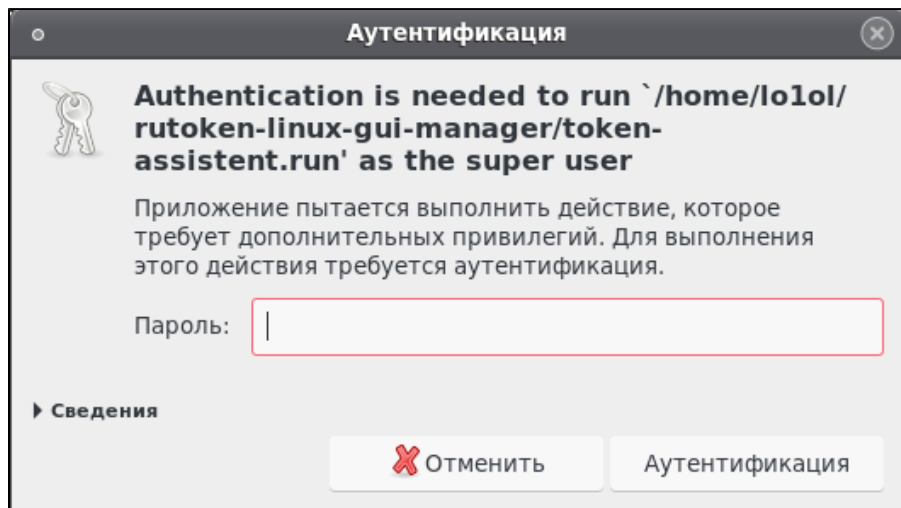 Аутентификация
Authentication is needed to run `/home/lo1ol/
rutoken-linux-gui-manager/token-
assistent.run' as the super user
Приложение пытается выполнить действие, которое
требует дополнительных привилегий. Для выполнения
этого действия требуется аутентификация.
Пароль:
Сведения
Отменить
Аутентификация